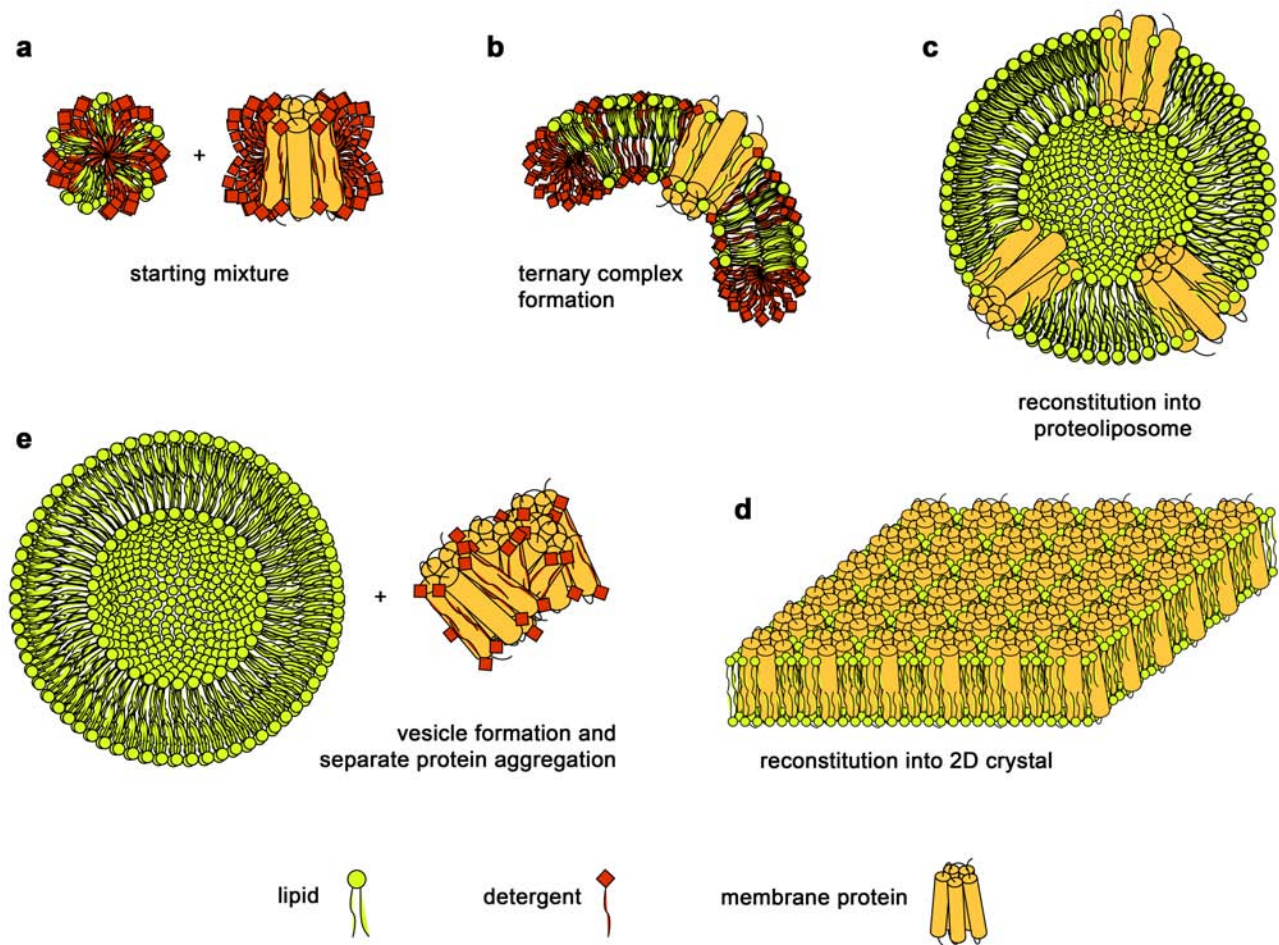 a
+
starting mixture
b
ternary complex
formation
c
reconstitution into
proteoliposome
e
+
vesicle formation and
separate protein aggregation
d
reconstitution into 2D crystal
lipid
detergent
membrane protein